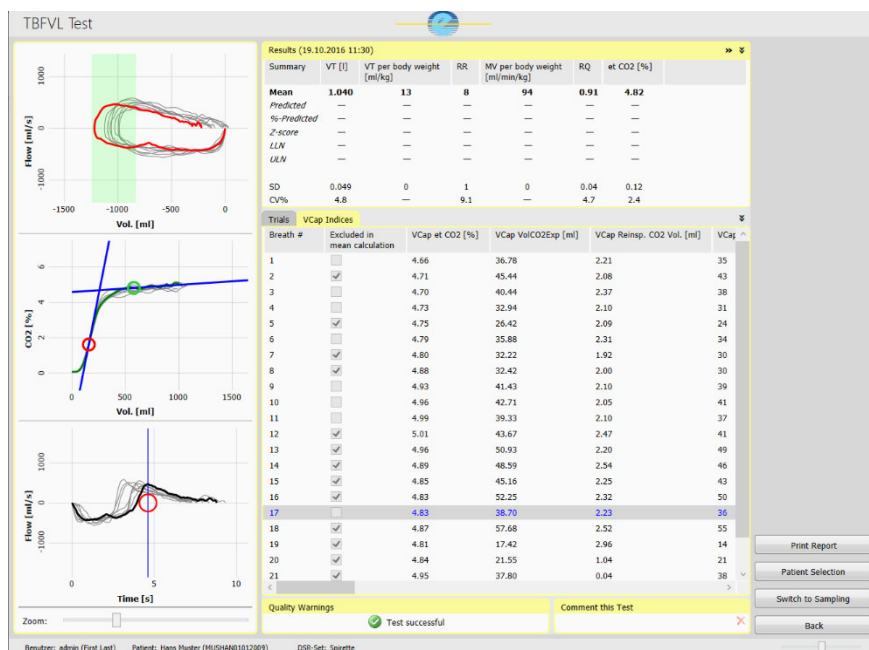 TBFVL Test
1000
0
-1000
Flow [ml/s]
-1500 -1000 -500 0
Vol. [ml]
6
4
2
0
CO2 [%]
0 500 1000 1500
Vol. [ml]
1000
0
-1000
Flow [ml/s]
0 5 10
Time [s]
Zoom:
Results (19.10.2016 11:30)
Summary VT [l] VT per body weight [ml/kg] RR MV per body weight [ml/min/kg] RQ et CO2 [%]
Mean 1.040 13 8 94 0.91 4.82
Predicted — — — — — —
%-Predicted — — — — — —
Z-score — — — — — —
LLN — — — — — —
ULN — — — — — —
SD 0.049 0 1 0 0.04 0.12
CV% 4.8 — 9.1 — 4.7 2.4
Trials VCap Indices
Breath # Excluded in mean calculation VCap et CO2 [%] VCap VolCO2Exp [ml] VCap Reinsp. CO2 Vol. [ml] VCap
1 4.66 36.78 2.21 35
2 4.71 45.44 2.08 43
3 4.70 40.44 2.37 38
4 4.73 32.94 2.10 31
5 4.75 26.42 2.09 24
6 4.79 35.88 2.31 34
7 4.80 32.22 1.92 30
8 4.88 32.42 2.00 30
9 4.93 41.43 2.10 39
10 4.96 42.71 2.05 41
11 4.99 39.33 2.10 37
12 5.01 43.67 2.47 41
13 4.96 50.93 2.20 49
14 4.89 48.59 2.54 46
15 4.85 45.16 2.25 43
16 4.83 52.25 2.32 50
17 4.83 38.70 2.23 36
18 4.87 57.68 2.52 55
19 4.81 17.42 2.96 14
20 4.84 21.55 1.04 21
21 4.95 37.80 0.04 38
Quality Warnings
Test successful
Comment this Test
Print Report
Patient Selection
Switch to Sampling
Back
Benutzer: admin (First Last) Patient: Hans Muster (MUSHAN01012009) DSR-Set: Spirette